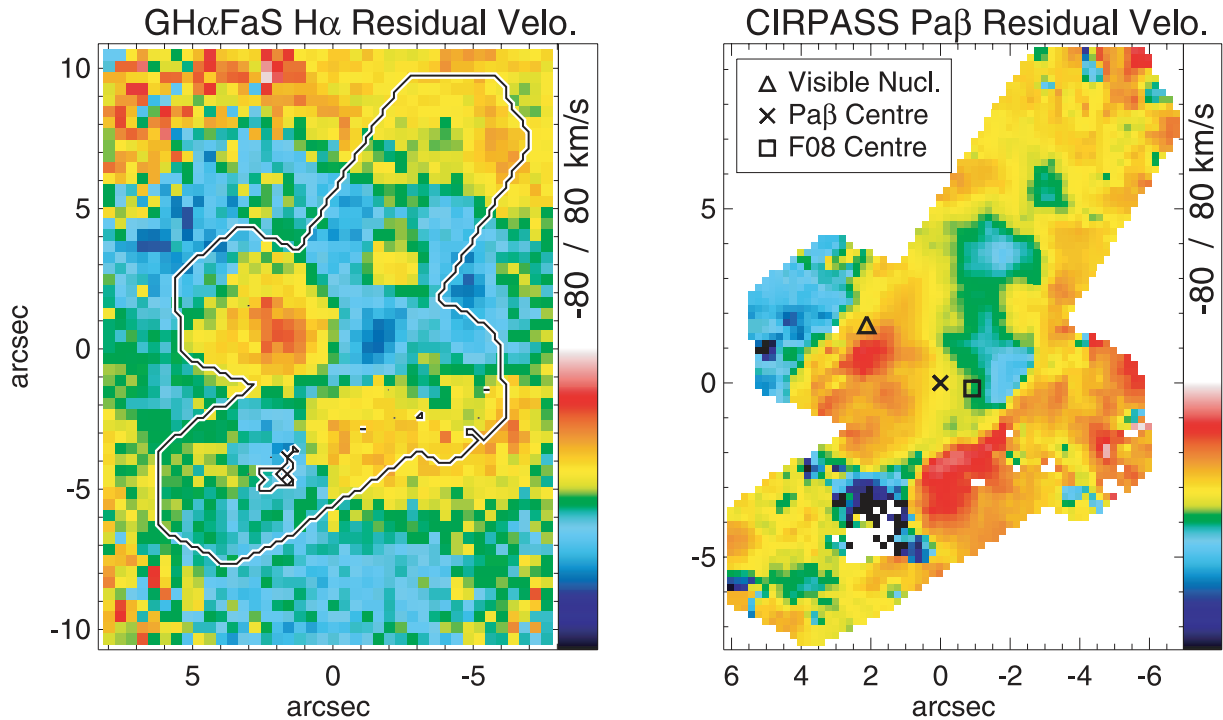 GHαFaS Hα Residual Velo.
10
5
0
-5
-10
arcsec
5
0
-5
arcsec
-80 / 80 km/s
CIRPASS Paβ Residual Velo.
Visible Nucl.
Paβ Centre
F08 Centre
5
0
-5
6
4
2
0
-2
-4
-6
arcsec
-80 / 80 km/s